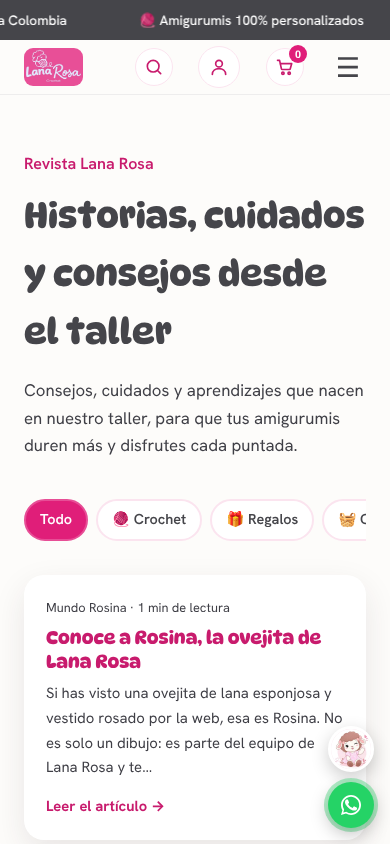 a Colombia
Amigurumis 100% personalizados
Lana Rosa
0
Revista Lana Rosa
Historias, cuidados
y consejos desde
el taller
Consejos, cuidados y aprendizajes que nacen
en nuestro taller, para que tus amigurumis
duren más y disfrutes cada puntada.
Todo
Crochet
Regalos
Mundo Rosina · 1 min de lectura
Conoce a Rosina, la ovejita de
Lana Rosa
Si has visto una ovejita de lana esponjosa y
vestido rosado por la web, esa es Rosina. No
es solo un dibujo: es parte del equipo de
Lana Rosa y te...
Leer el artículo →